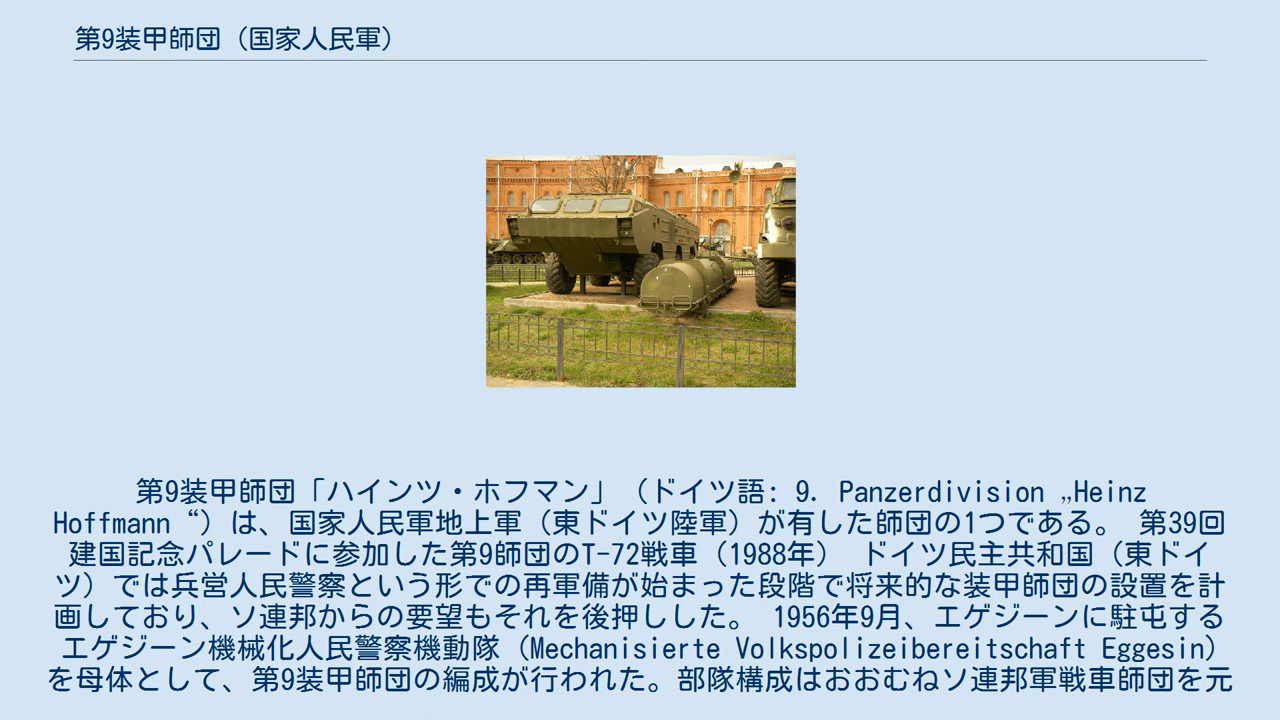 第9装甲師団（国家人民軍）
第9装甲師団「ハインツ・ホフマン」（ドイツ語: 9. Panzerdivision „Heinz
Hoffmann “）は、国家人民軍地上軍（東ドイツ陸軍）が有した師団の1つである。 第39回
建国記念パレードに参加した第9師団のT-72戦車（1988年） ドイツ民主共和国（東ドイ
ツ）では兵営人民警察という形での再軍備が始まった段階で将来的な装甲師団の設置を計
画しており、ソ連邦からの要望もそれを後押しした。 1956年9月、エゲジーンに駐屯する
エゲジーン機械化人民警察機動隊（Mechanisierte Volkspolizeibereitschaft Eggesin）
を母体として、第9装甲師団の編成が行われた。部隊構成はおおむねソ連邦軍戦車師団を元